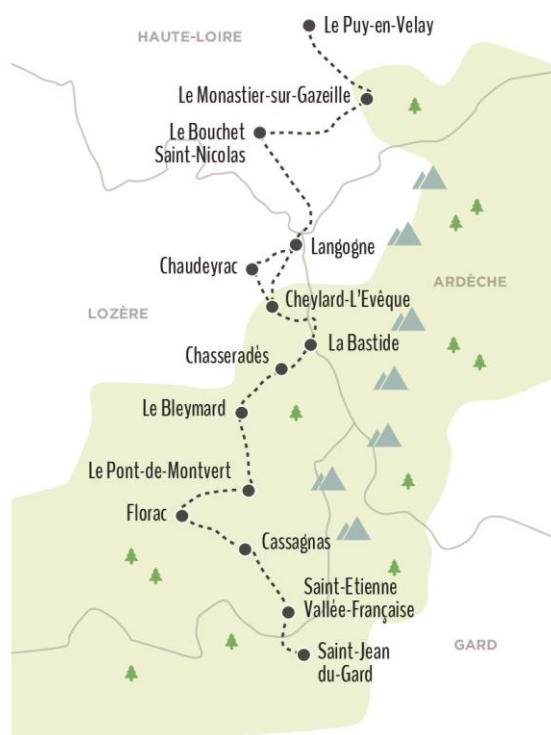 Le Puy-en-Velay
HAUTE-LOIRE
Le Monastier-sur-Gazeille
Le Bouchet
Saint-Nicolas
Langogne
Chaudeyrac
ARDÈCHE
Cheylard-L'Evêque
LOZÈRE
La Bastide
Chasseradès
Le Bleymard
Le Pont-de-Montvert
Florac
Cassagnas
Saint-Etienne
Vallée-Française
GARD
Saint-Jean
du-Gard